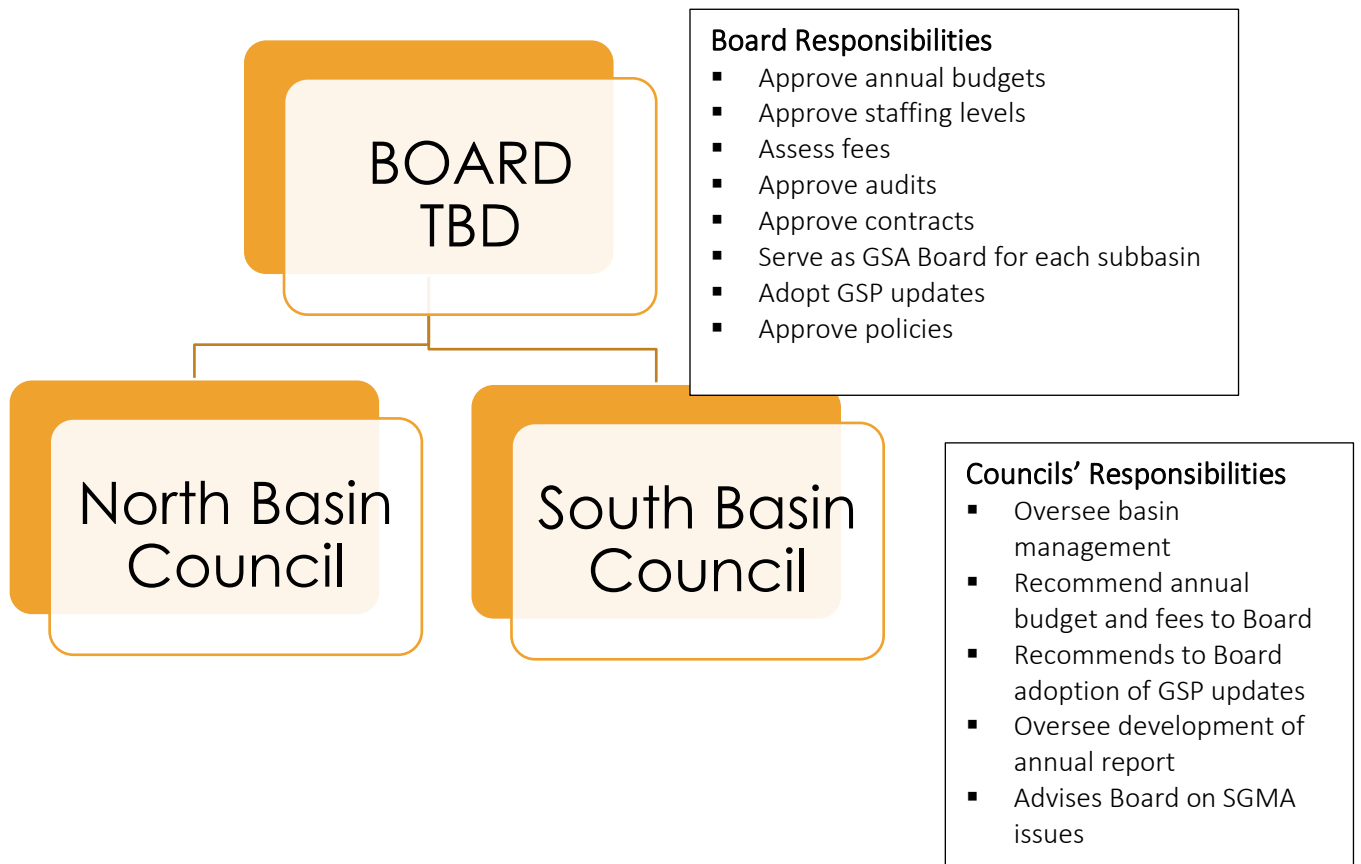 BOARD
TBD
Board Responsibilities
▪ Approve annual budgets
▪ Approve staffing levels
▪ Assess fees
▪ Approve audits
▪ Approve contracts
▪ Serve as GSA Board for each subbasin
▪ Adopt GSP updates
▪ Approve policies
North Basin
Council
South Basin
Council
Councils’ Responsibilities
▪ Oversee basin
management
▪ Recommend annual
budget and fees to Board
▪ Recommends to Board
adoption of GSP updates
▪ Oversee development of
annual report
▪ Advises Board on SGMA
issues